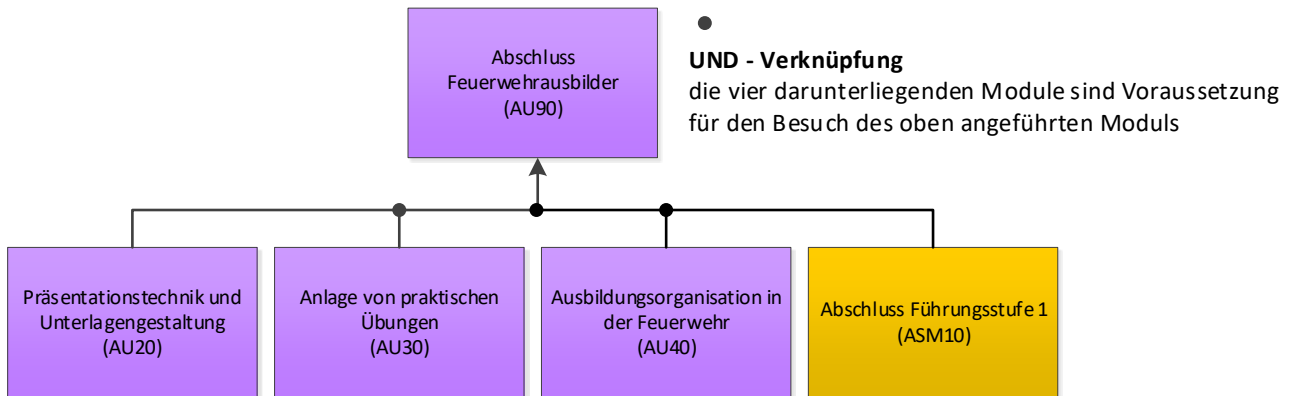 Abschluss
Feuerwehrausbilder
(AU90)
UND - Verknüpfung
die vier darunterliegenden Module sind Voraussetzung
für den Besuch des oben angeführten Moduls
Präsentationstechnik und
Unterlagengestaltung
(AU20)
Anlage von praktischen
Übungen
(AU30)
Ausbildungsorganisation in
der Feuerwehr
(AU40)
Abschluss Führungsstufe 1
(ASM10)